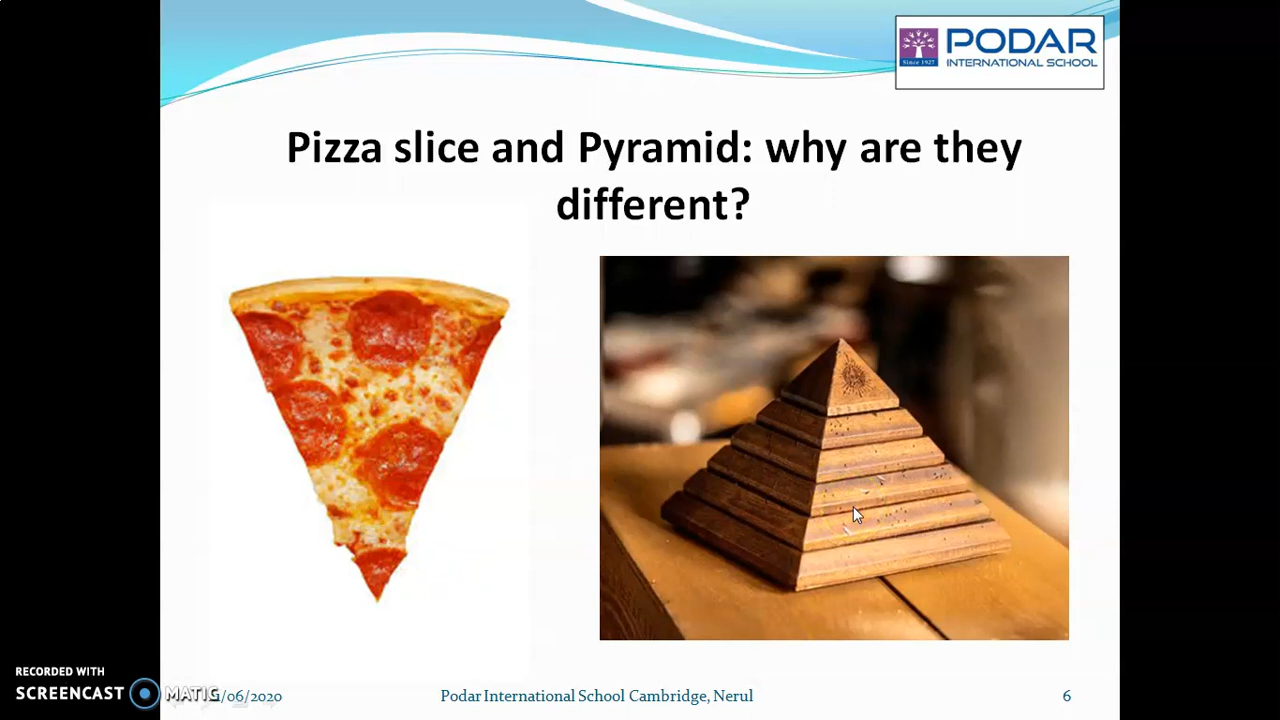 PODAR
INTERNATIONAL SCHOOL
Since 1927
Pizza slice and Pyramid: why are they
different?
RECORDED WITH
SCREENCAST MATIC
/06/2020
Podar International School Cambridge, Nerul
6